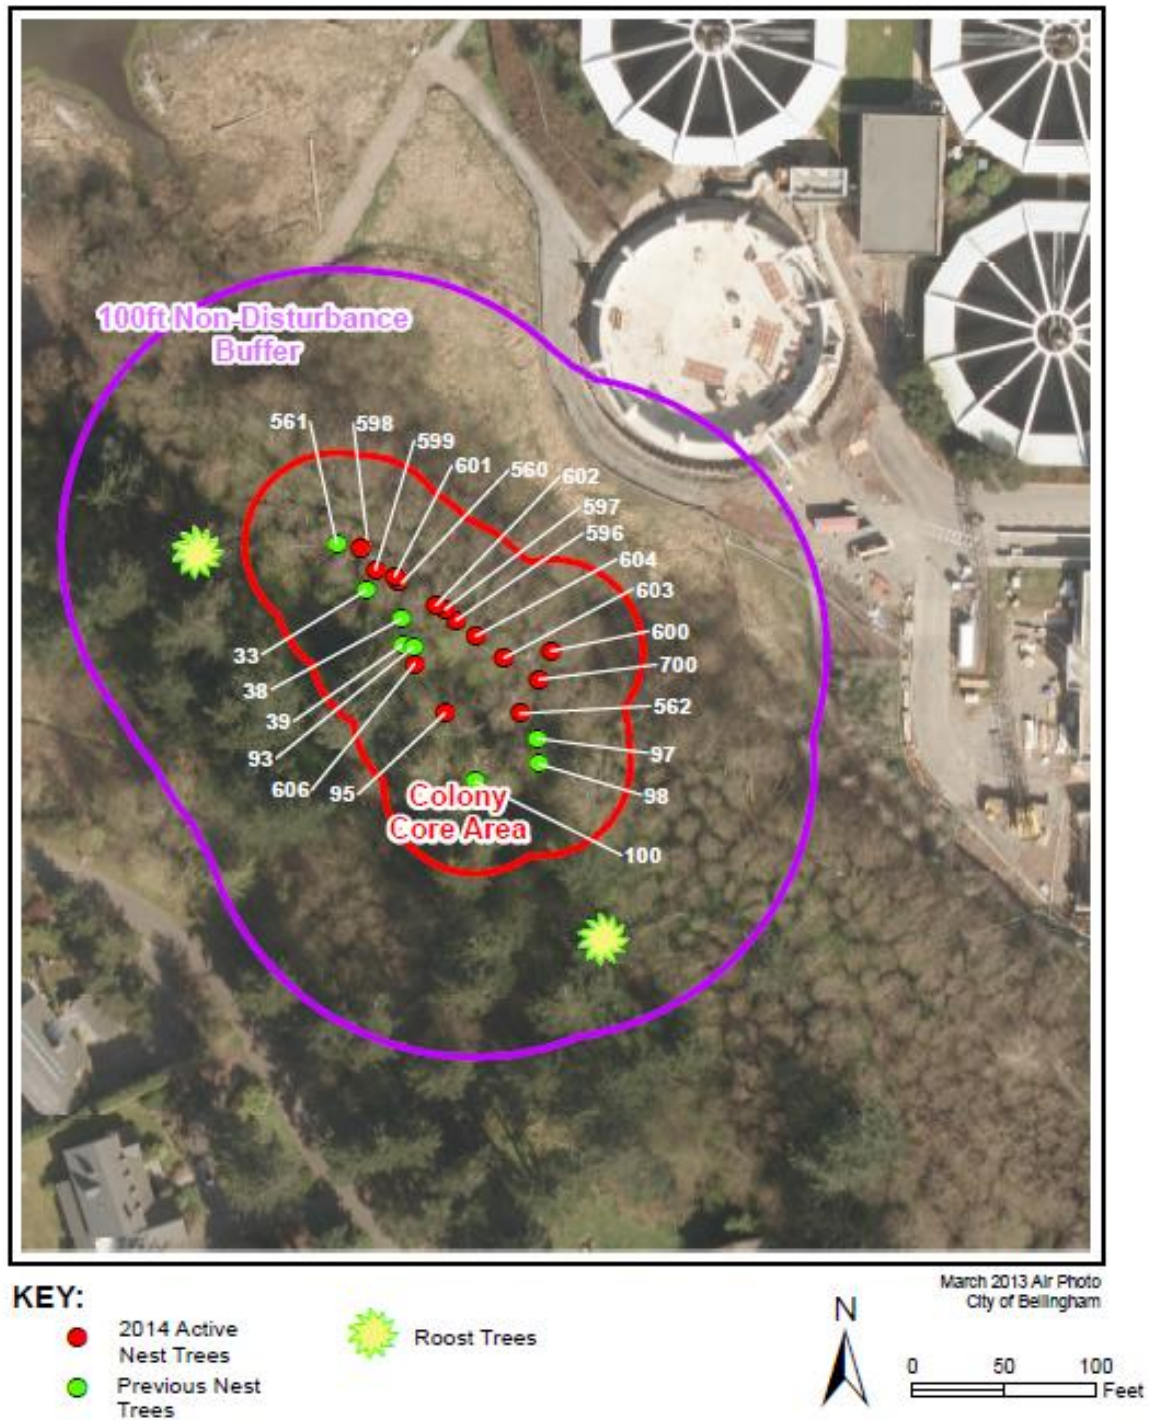 100ft Non-Disturbance
Buffer
561
598
599
601
560
602
597
596
604
603
600
700
562
97
98
100
33
38
39
93
606
95
Colony
Core Area
KEY:
2014 Active
Nest Trees
Previous Nest
Trees
Roost Trees
March 2013 Air Photo
City of Bellingham
N
0 50 100
Feet